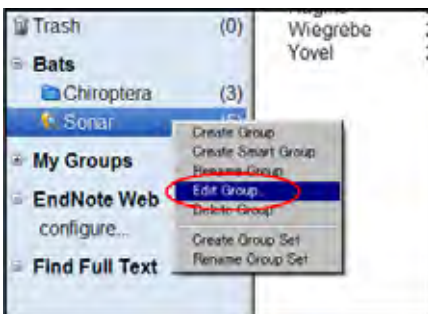 Trash (0)
Wiegrebe
Yovel
Bats
Chiroptera (3)
Sonar
My Groups
EndNote Web
configure...
Find Full Text
Create Group
Create Smart Group
Rename Group
Edit Group...
Delete Group
Create Group Set
Rename Group Set